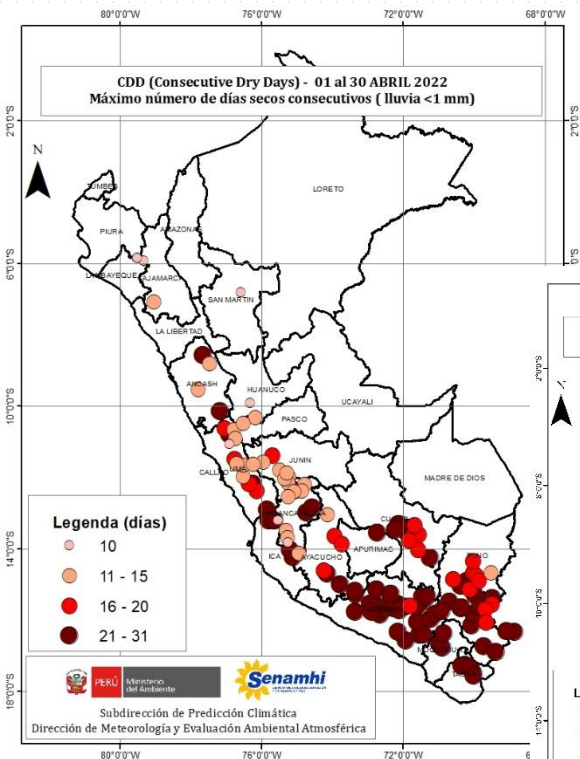 80°0'0"O 76°0'0"O 72°0'0"O 68°0'0"O
CDD (Consecutive Dry Days) - 01 al 30 ABRIL 2022
Máximo número de días secos consecutivos ( lluvia <1 mm)
2°0'0"S
N
TUMBES
LORETO
PIURA
AMAZONAS
6°0'0"S
LAMBAYEQUE
CAJAMARCA
SAN MARTIN
LA LIBERTAD
ANCASH
HUANUCO
UCAYALI
10°0'0"S
PASCO
JUNIN
CALLAO
LIMA
MADRE DE DIOS
Legenda (días)
10
11 - 15
16 - 20
21 - 31
14°0'0"S
ICA
AYACUCHO
APURIMAC
PUNO
PERÚ
Ministerio
del Ambiente
Senamhi
Subdirección de Predicción Climática
Dirección de Meteorología y Evaluación Ambiental Atmosférica
18°0'0"S
80°0'0"O 76°0'0"O 72°0'0"O